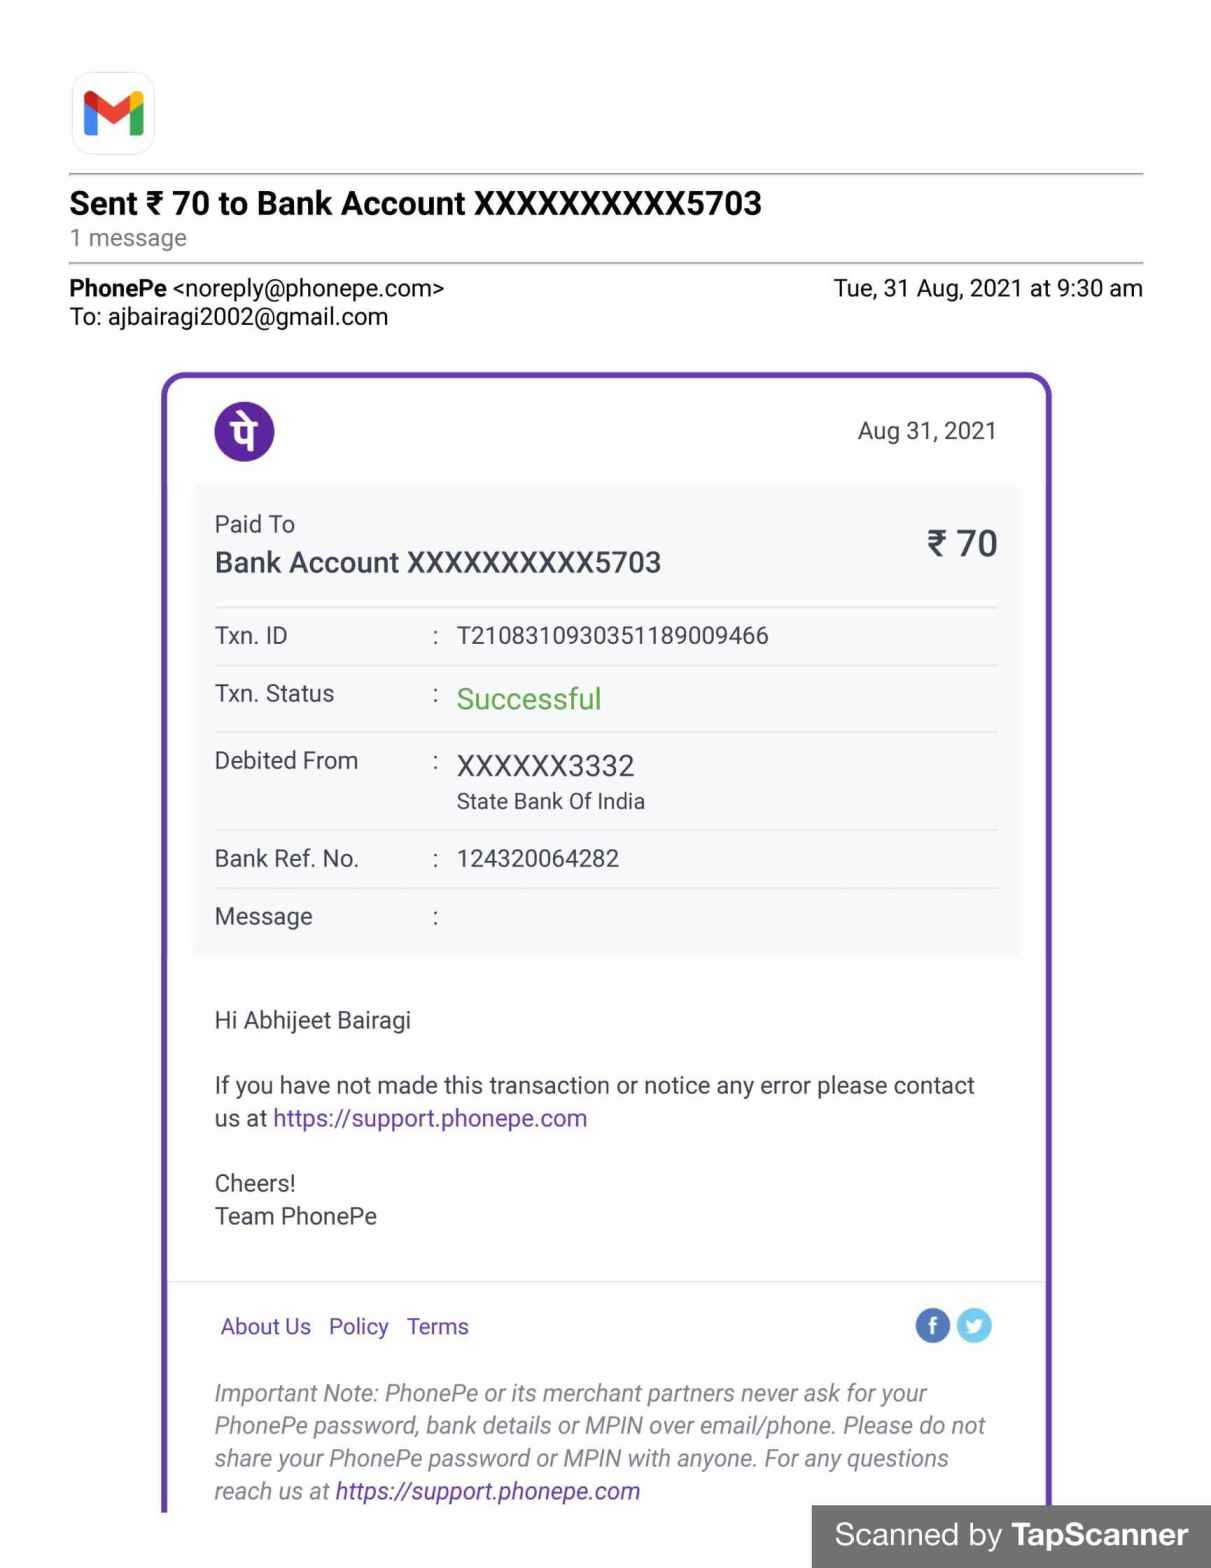 Sent ₹ 70 to Bank Account XXXXXXXXXX5703
1 message
PhonePe <noreply@phonepe.com> Tue, 31 Aug, 2021 at 9:30 am
To: ajbairagi2002@gmail.com
पे Aug 31, 2021
Paid To
Bank Account XXXXXXXXXX5703 ₹ 70
Txn. ID : T2108310930351189009466
Txn. Status : Successful
Debited From : XXXXXX3332
State Bank Of India
Bank Ref. No. : 124320064282
Message :
Hi Abhijeet Bairagi
If you have not made this transaction or notice any error please contact
us at https://support.phonepe.com
Cheers!
Team PhonePe
About Us Policy Terms
Important Note: PhonePe or its merchant partners never ask for your
PhonePe password, bank details or MPIN over email/phone. Please do not
share your PhonePe password or MPIN with anyone. For any questions
reach us at https://support.phonepe.com
Scanned by TapScanner